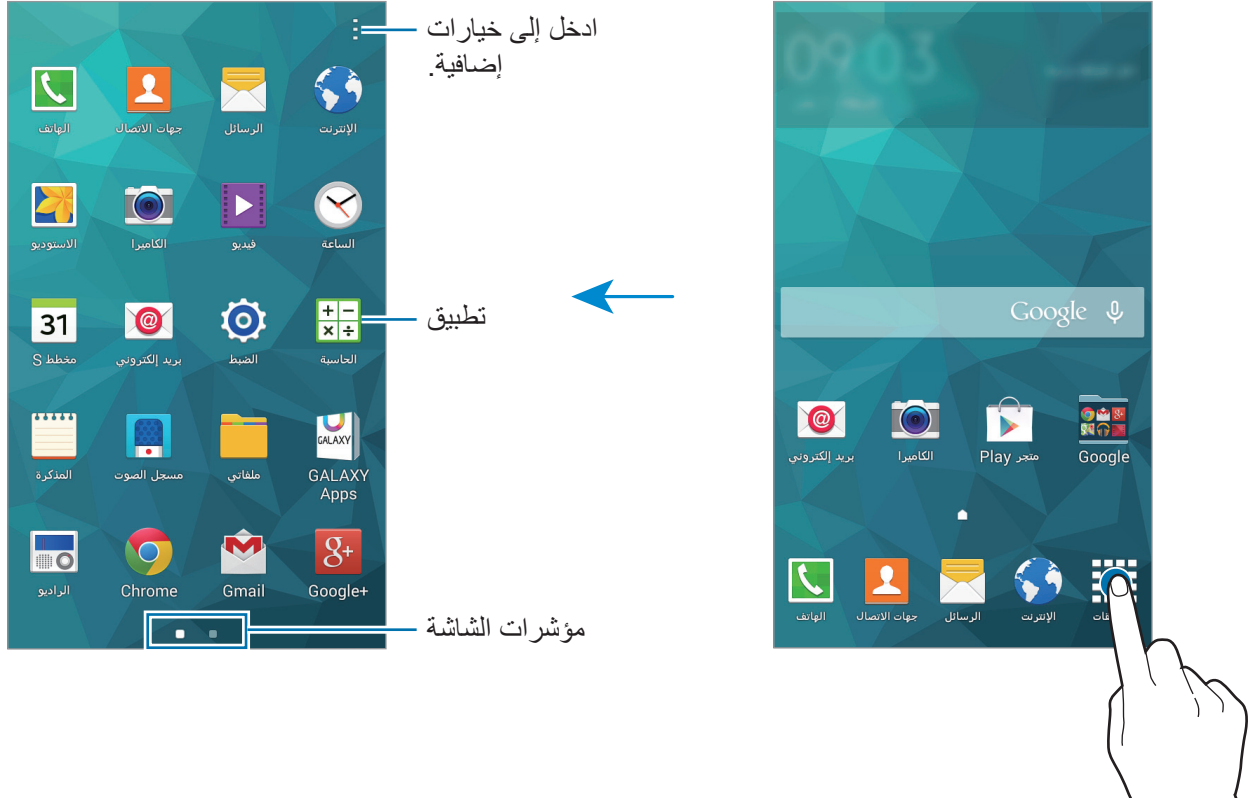 ادخل إلى خيارات
إضافية.
الهاتف
جهات الاتصال
الرسائل
الإنترنت
الاستوديو
الكاميرا
فيديو
الساعة
تطبيق
31
مخطط S
@
بريد إلكتروني
الضبط
+ −
× ÷
الحاسبة
المذكرة
مسجل الصوت
ملفاتي
GALAXY
GALAXY
Apps
الراديو
Chrome
Gmail
g+
Google+
مؤشرات الشاشة
09:03
Google
@
بريد إلكتروني
الكاميرا
متجر Play
Google
الهاتف
جهات الاتصال
الرسائل
الإنترنت